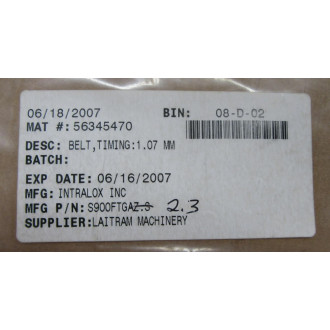 06/18/2007 BIN: 08-D-02
MAT #: 56345470
DESC: BELT,TIMING:1.07 MM
BATCH:
EXP DATE: 06/16/2007
MFG: INTRALOX INC
MFG P/N: S900FTGAZ.3 2.3
SUPPLIER: LAITRAM MACHINERY